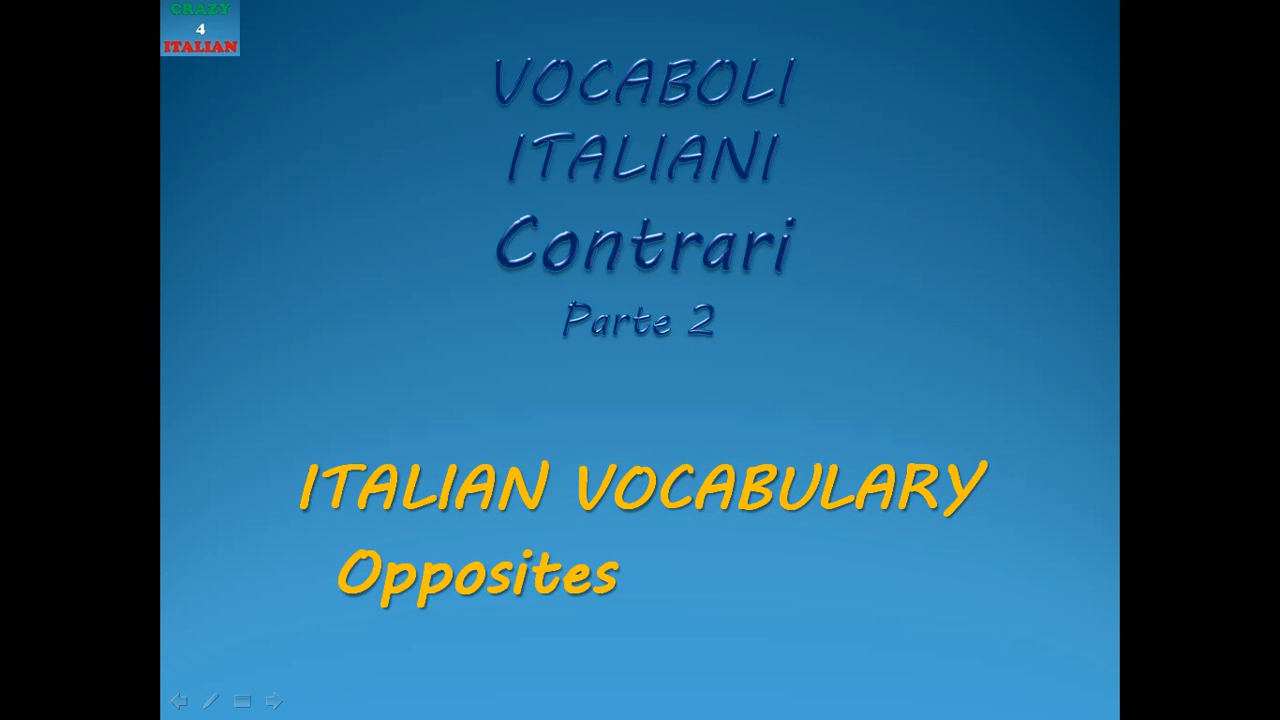 CRAZY
4
ITALIAN
VOCABOLI
ITALIANI
Contrari
Parte 2
ITALIAN VOCABULARY
Opposites